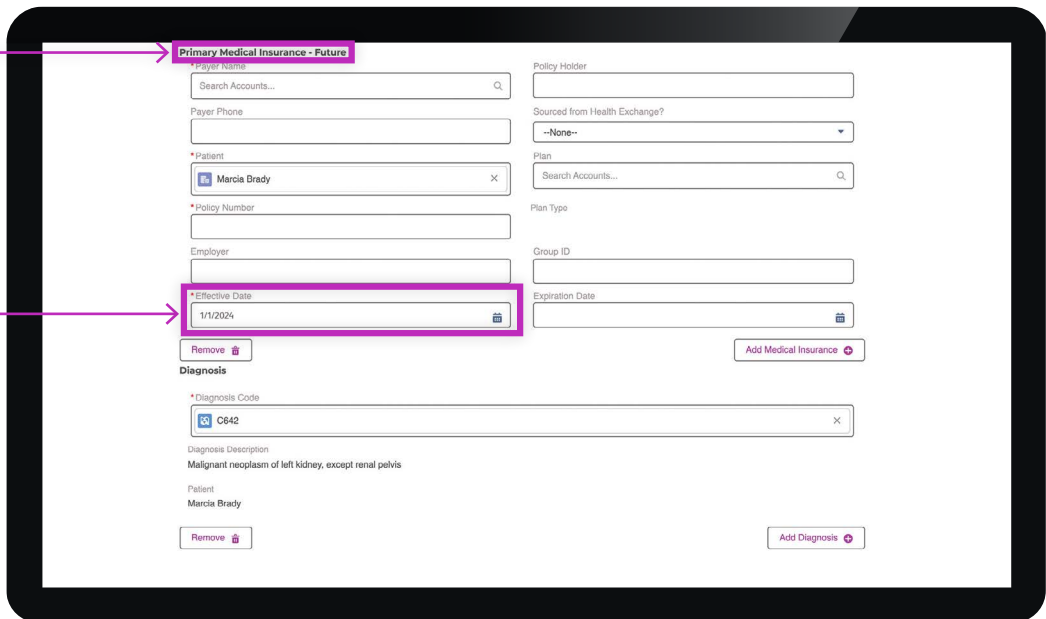 Primary Medical Insurance - Future
*Payer Name
Policy Holder
Search Accounts...
Payer Phone
Sourced from Health Exchange?
--None--
*Patient
Plan
Marcia Brady
Search Accounts...
*Policy Number
Plan Type
Employer
Group ID
*Effective Date
Expiration Date
1/1/2024
Remove
Add Medical Insurance
Diagnosis
*Diagnosis Code
C642
Diagnosis Description
Malignant neoplasm of left kidney, except renal pelvis
Patient
Marcia Brady
Remove
Add Diagnosis